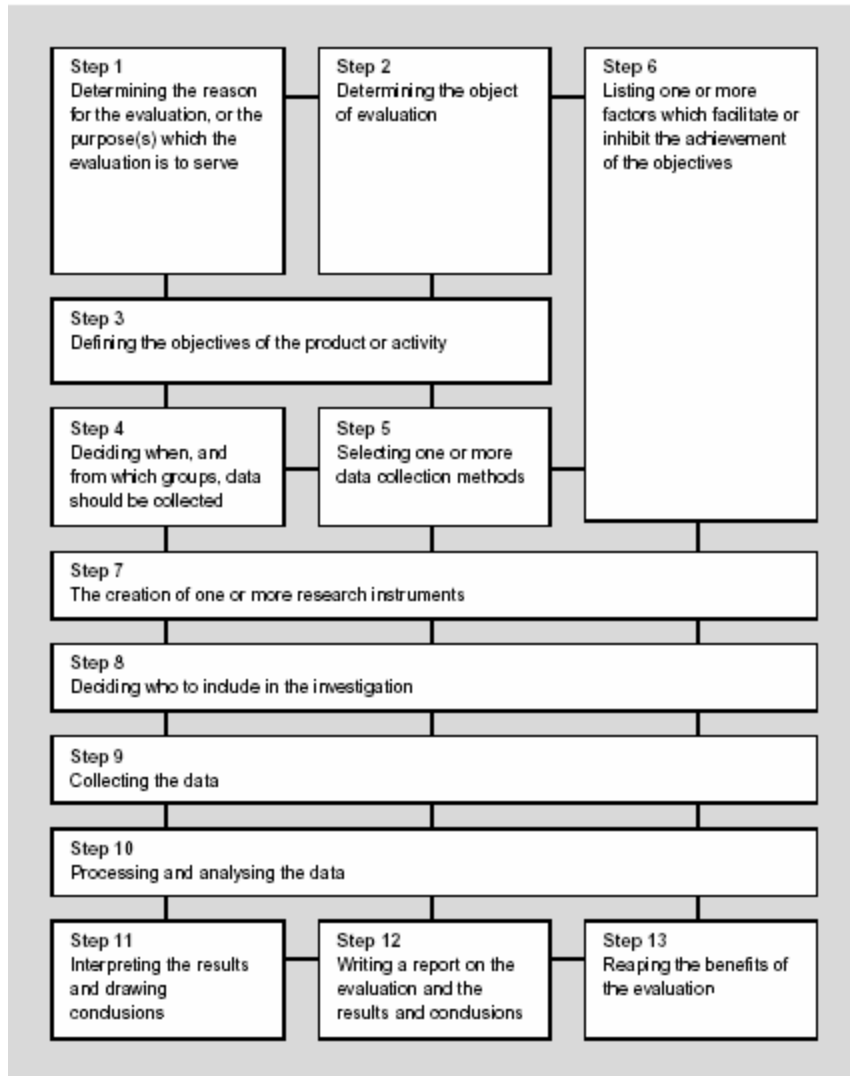 Step 1
Determining the reason
for the evaluation, or the
purpose(s) which the
evaluation is to serve
Step 2
Determining the object
of evaluation
Step 6
Listing one or more
factors which facilitate or
inhibit the achievement
of the objectives
Step 3
Defining the objectives of the product or activity
Step 4
Deciding when, and
from which groups, data
should be collected
Step 5
Selecting one or more
data collection methods
Step 7
The creation of one or more research instruments
Step 8
Deciding who to include in the investigation
Step 9
Collecting the data
Step 10
Processing and analysing the data
Step 11
Interpreting the results
and drawing
conclusions
Step 12
Writing a report on the
evaluation and the
results and conclusions
Step 13
Reaping the benefits of
the evaluation